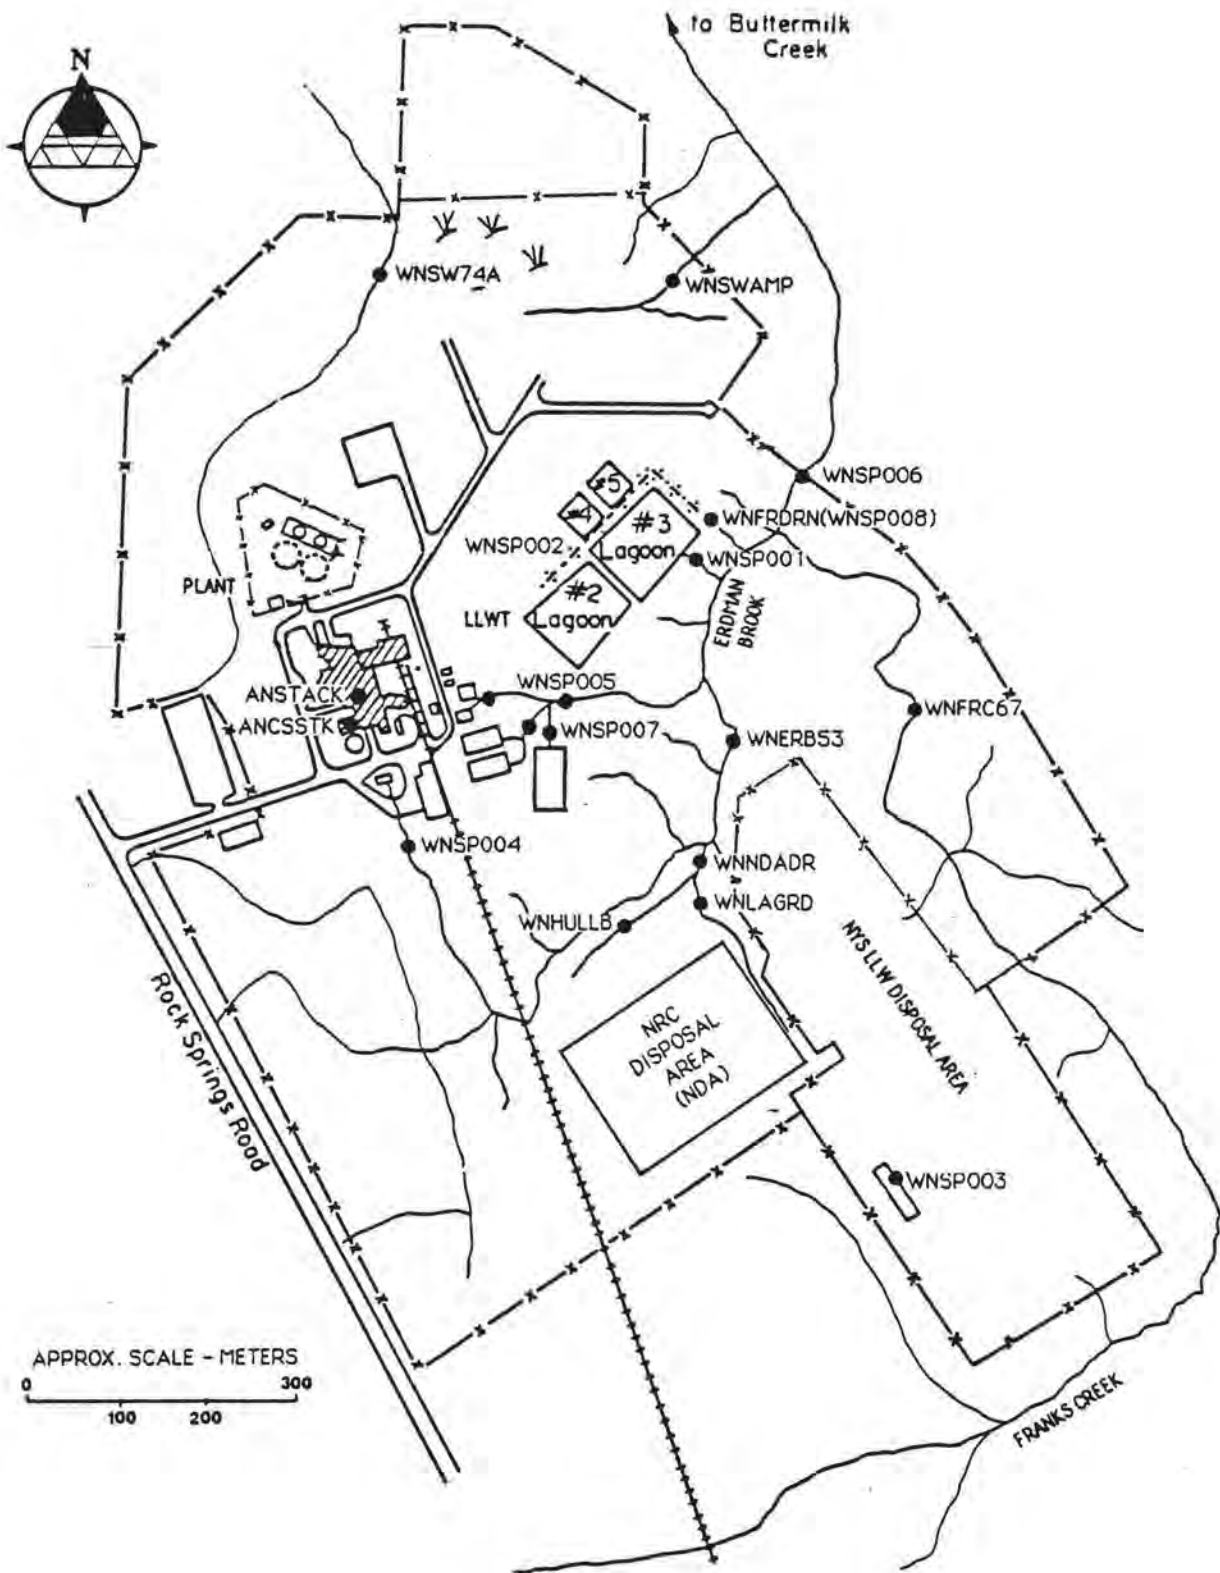 to Buttermilk
Creek
N
WNSW74A
WNSWAMP
WNSP006
#5
#4
#3
Lagoon
WNFRDRN(WNSP008)
WNSP002
WNSP001
PLANT
#2
Lagoon
LLWT
ERDMAN
BROOK
ANSTACK
WNSP005
WNFRC67
ANCSSTK
WNSP007
WNERB53
WNSP004
WNNDADR
WNLAGRD
WNHULLB
NYS LLW DISPOSAL AREA
Rock Springs Road
NRC
DISPOSAL
AREA
(NDA)
WNSP003
APPROX. SCALE - METERS
0 300
100 200
FRANKS CREEK